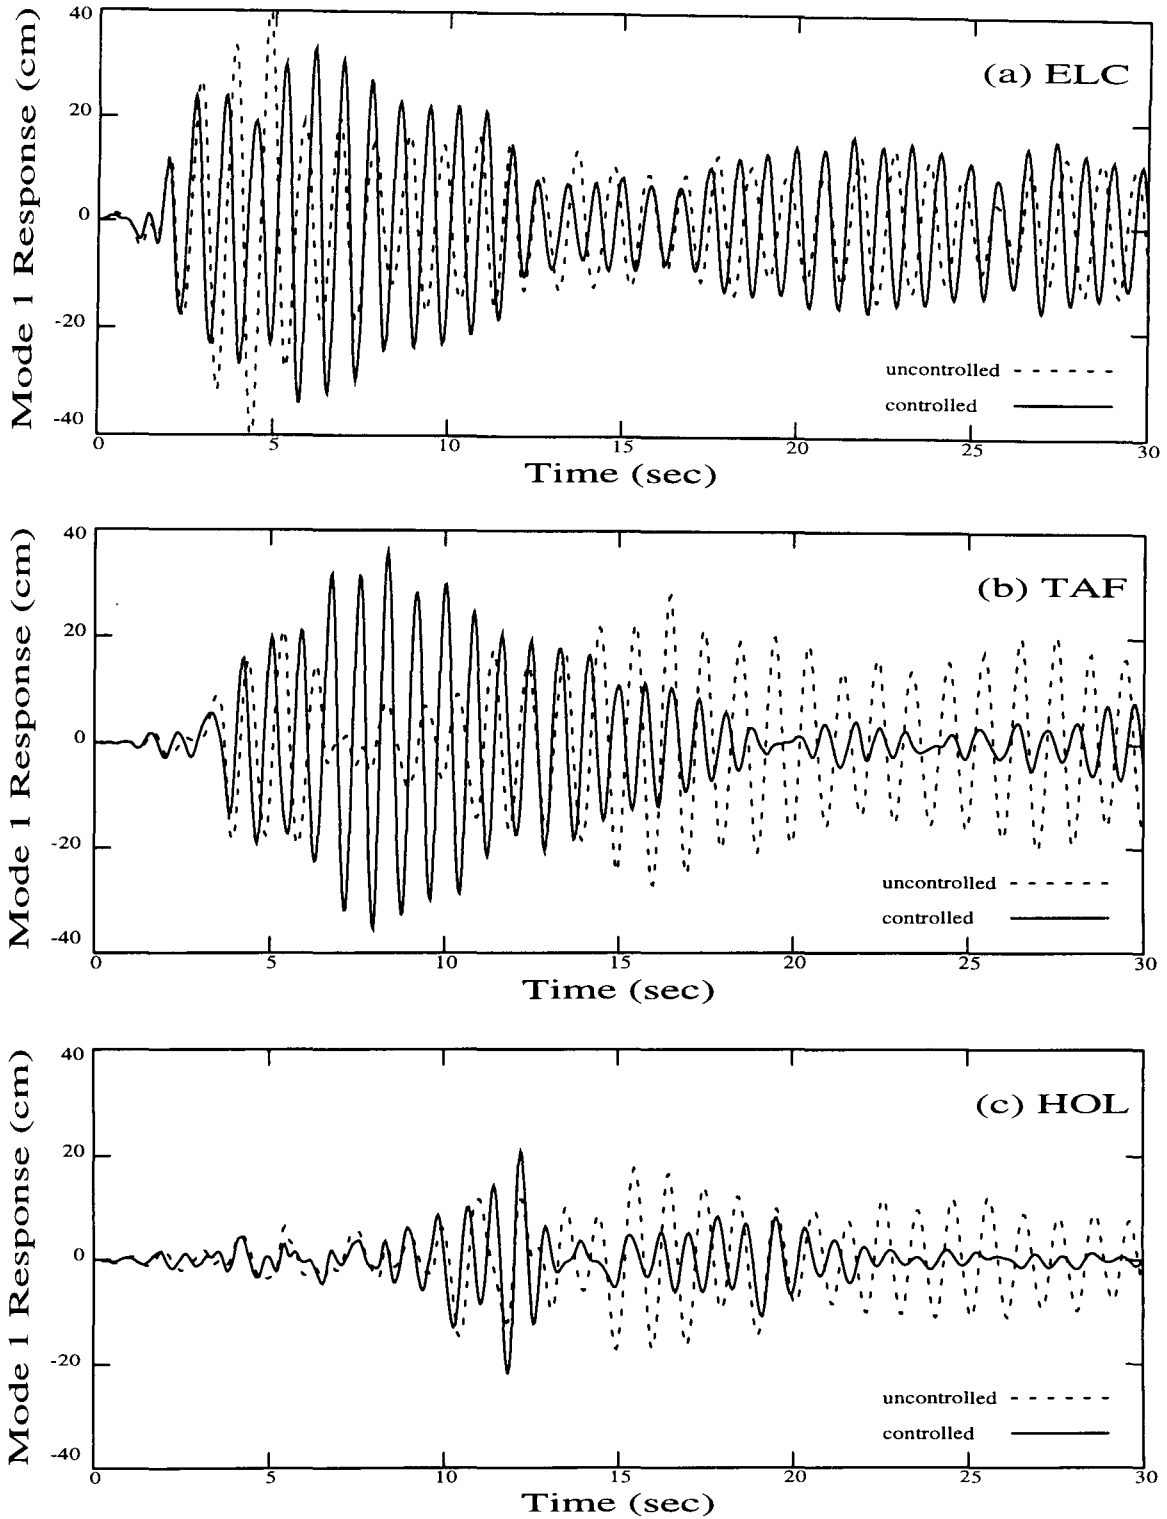 40
20
0
-20
-40
Mode 1 Response (cm)
(a) ELC
uncontrolled
controlled
0 5 10 15 20 25 30
Time (sec)
40
20
0
-20
-40
Mode 1 Response (cm)
(b) TAF
uncontrolled
controlled
0 5 10 15 20 25 30
Time (sec)
40
20
0
-20
-40
Mode 1 Response (cm)
(c) HOL
uncontrolled
controlled
0 5 10 15 20 25 30
Time (sec)